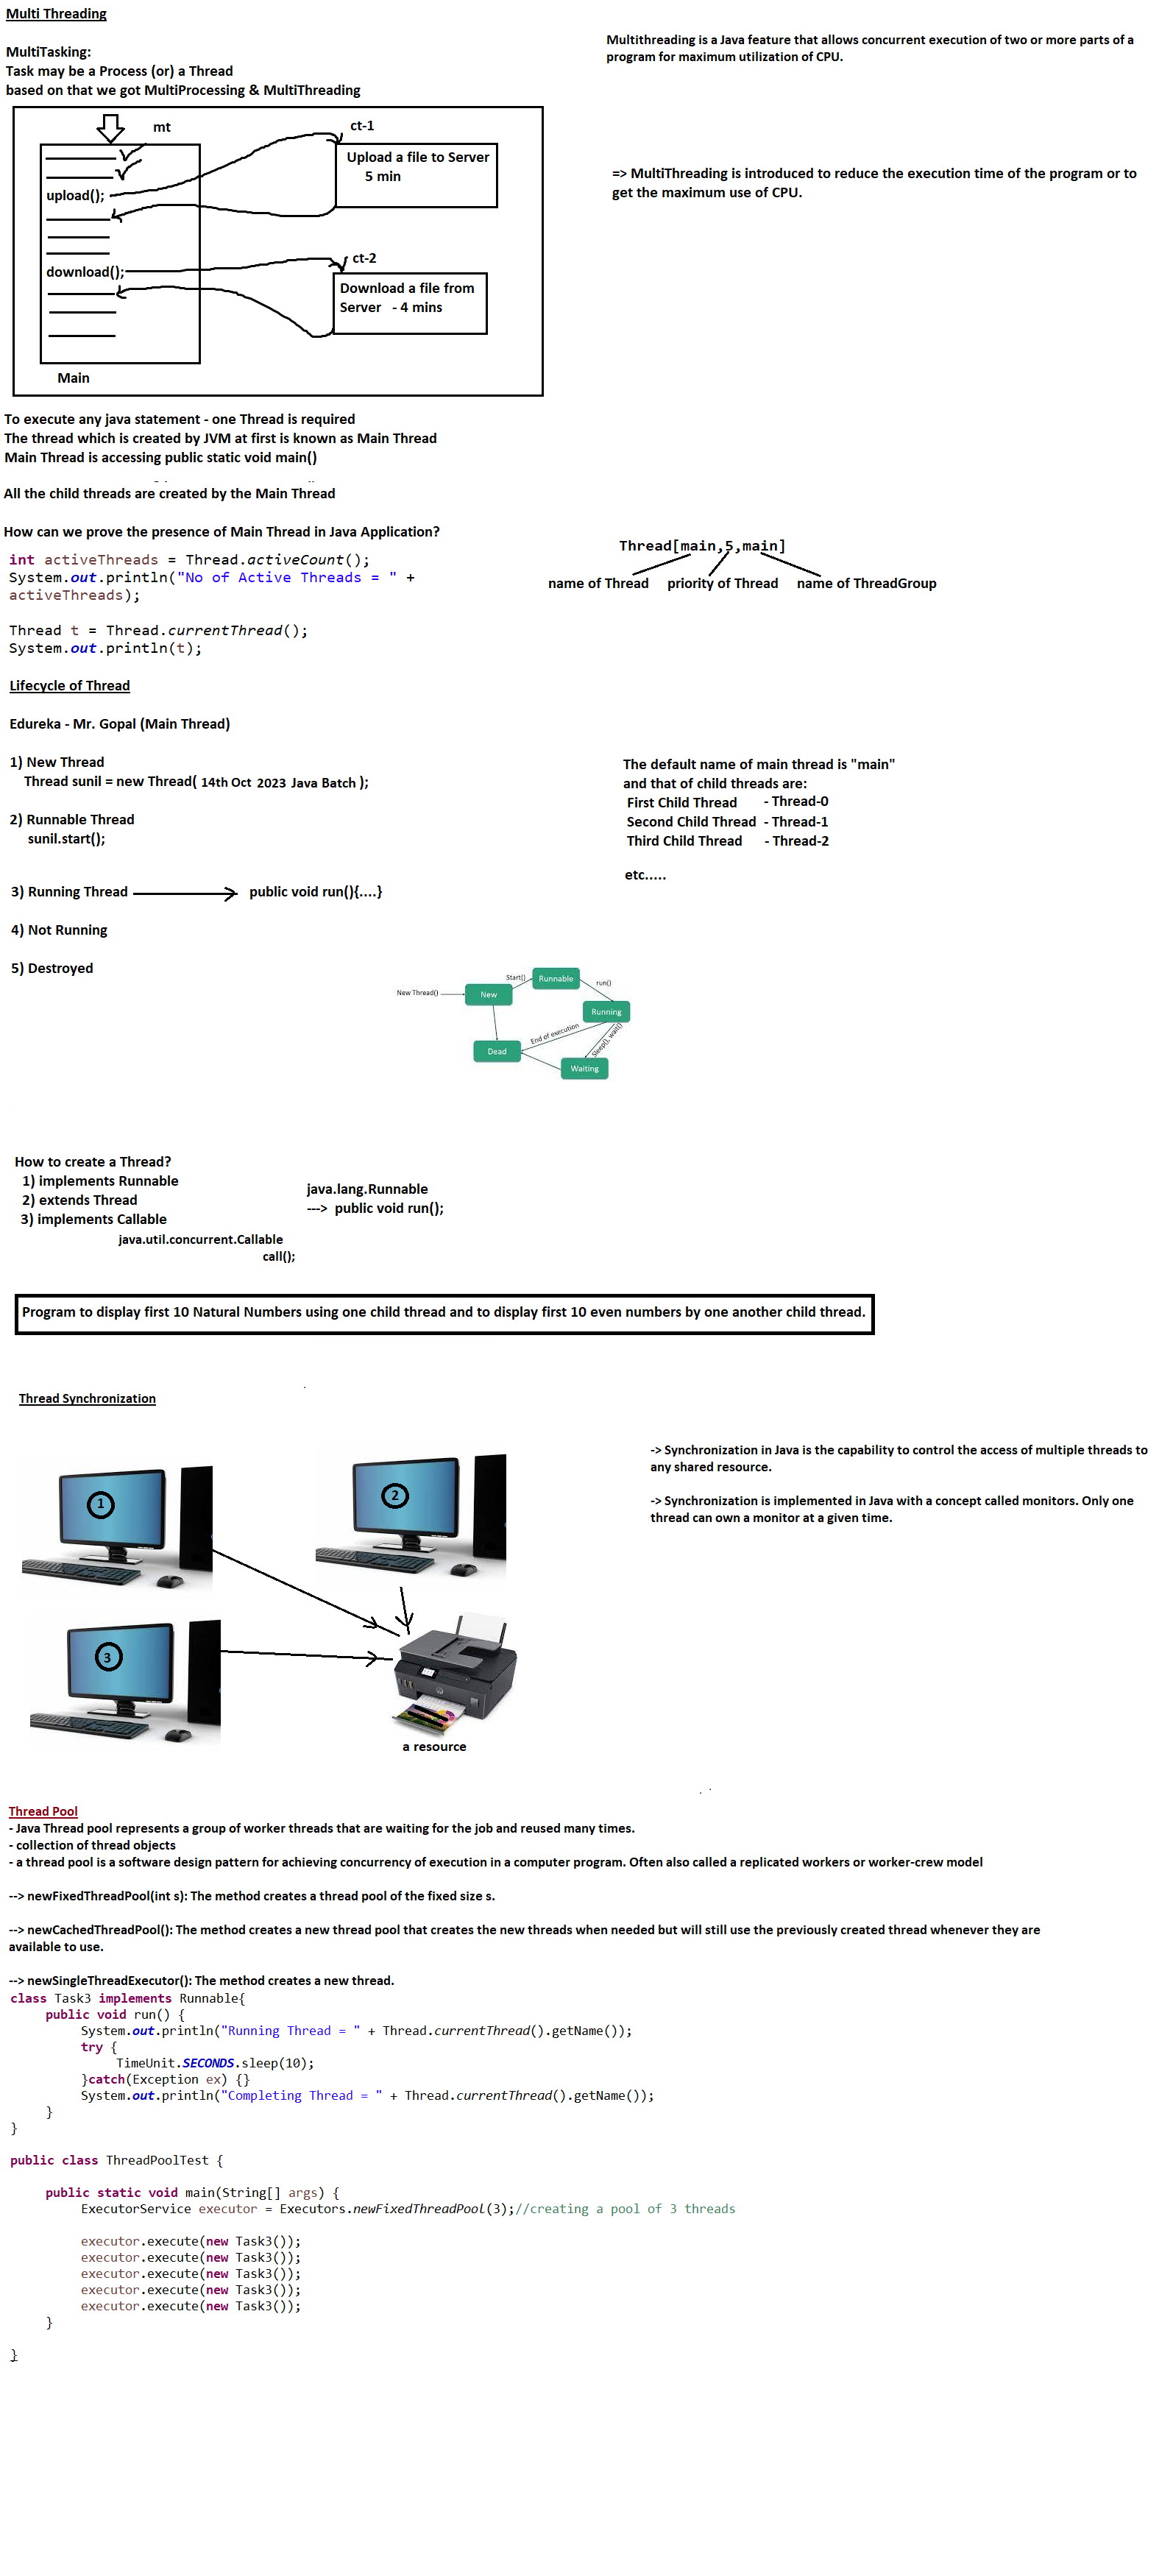 Multi Threading
MultiTasking:
Task may be a Process (or) a Thread
based on that we got MultiProcessing & MultiThreading
Multithreading is a Java feature that allows concurrent execution of two or more parts of a
program for maximum utilization of CPU.
mt
ct-1
Upload a file to Server
5 min
upload();
ct-2
download();
Download a file from
Server - 4 mins
Main
=> MultiThreading is introduced to reduce the execution time of the program or to
get the maximum use of CPU.
To execute any java statement - one Thread is required
The thread which is created by JVM at first is known as Main Thread
Main Thread is accessing public static void main()
All the child threads are created by the Main Thread
How can we prove the presence of Main Thread in Java Application?
int activeThreads = Thread.activeCount();
System.out.println("No of Active Threads = " +
activeThreads);
Thread t = Thread.currentThread();
System.out.println(t);
Thread[main,5,main]
name of Thread priority of Thread name of ThreadGroup
Lifecycle of Thread
Edureka - Mr. Gopal (Main Thread)
1) New Thread
Thread sunil = new Thread( 14th Oct 2023 Java Batch );
2) Runnable Thread
sunil.start();
3) Running Thread public void run(){....}
4) Not Running
5) Destroyed
The default name of main thread is "main"
and that of child threads are:
First Child Thread - Thread-0
Second Child Thread - Thread-1
Third Child Thread - Thread-2
etc.....
New Thread()
New
Start()
Runnable
run()
Running
End of execution
Sleep(), wait()
Dead
Waiting
How to create a Thread?
1) implements Runnable
2) extends Thread
3) implements Callable
java.util.concurrent.Callable
call();
java.lang.Runnable
---> public void run();
Program to display first 10 Natural Numbers using one child thread and to display first 10 even numbers by one another child thread.
Thread Synchronization
1
2
3
a resource
-> Synchronization in Java is the capability to control the access of multiple threads to
any shared resource.
-> Synchronization is implemented in Java with a concept called monitors. Only one
thread can own a monitor at a given time.
Thread Pool
- Java Thread pool represents a group of worker threads that are waiting for the job and reused many times.
- collection of thread objects
- a thread pool is a software design pattern for achieving concurrency of execution in a computer program. Often also called a replicated workers or worker-crew model
--> newFixedThreadPool(int s): The method creates a thread pool of the fixed size s.
--> newCachedThreadPool(): The method creates a new thread pool that creates the new threads when needed but will still use the previously created thread whenever they are
available to use.
--> newSingleThreadExecutor(): The method creates a new thread.
class Task3 implements Runnable{
public void run() {
System.out.println("Running Thread = " + Thread.currentThread().getName());
try {
TimeUnit.SECONDS.sleep(10);
}catch(Exception ex) {}
System.out.println("Completing Thread = " + Thread.currentThread().getName());
}
}
public class ThreadPoolTest {
public static void main(String[] args) {
ExecutorService executor = Executors.newFixedThreadPool(3);//creating a pool of 3 threads
executor.execute(new Task3());
executor.execute(new Task3());
executor.execute(new Task3());
executor.execute(new Task3());
executor.execute(new Task3());
}
}